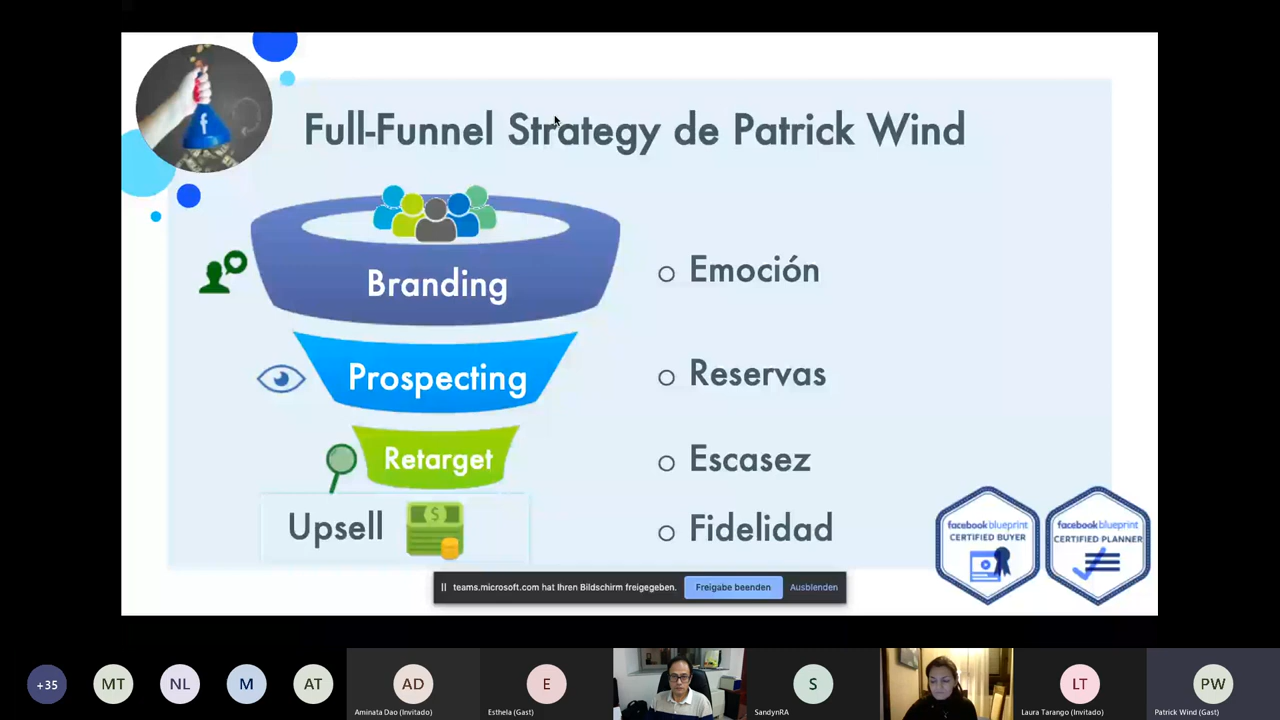 Full-Funnel Strategy de Patrick Wind
f
Branding
Emoción
Prospecting
Reservas
Retarget
Escasez
Upsell
$
Fidelidad
facebook blueprint
CERTIFIED BUYER
facebook blueprint
CERTIFIED PLANNER
teams.microsoft.com hat Ihren Bildschirm freigegeben.
Freigabe beenden
Ausblenden
+35
MT
NL
M
AT
AD
Aminata Dao (Invitado)
E
Esthela (Gast)
S
SandynRA
LT
Laura Tarango (Invitado)
PW
Patrick Wind (Gast)